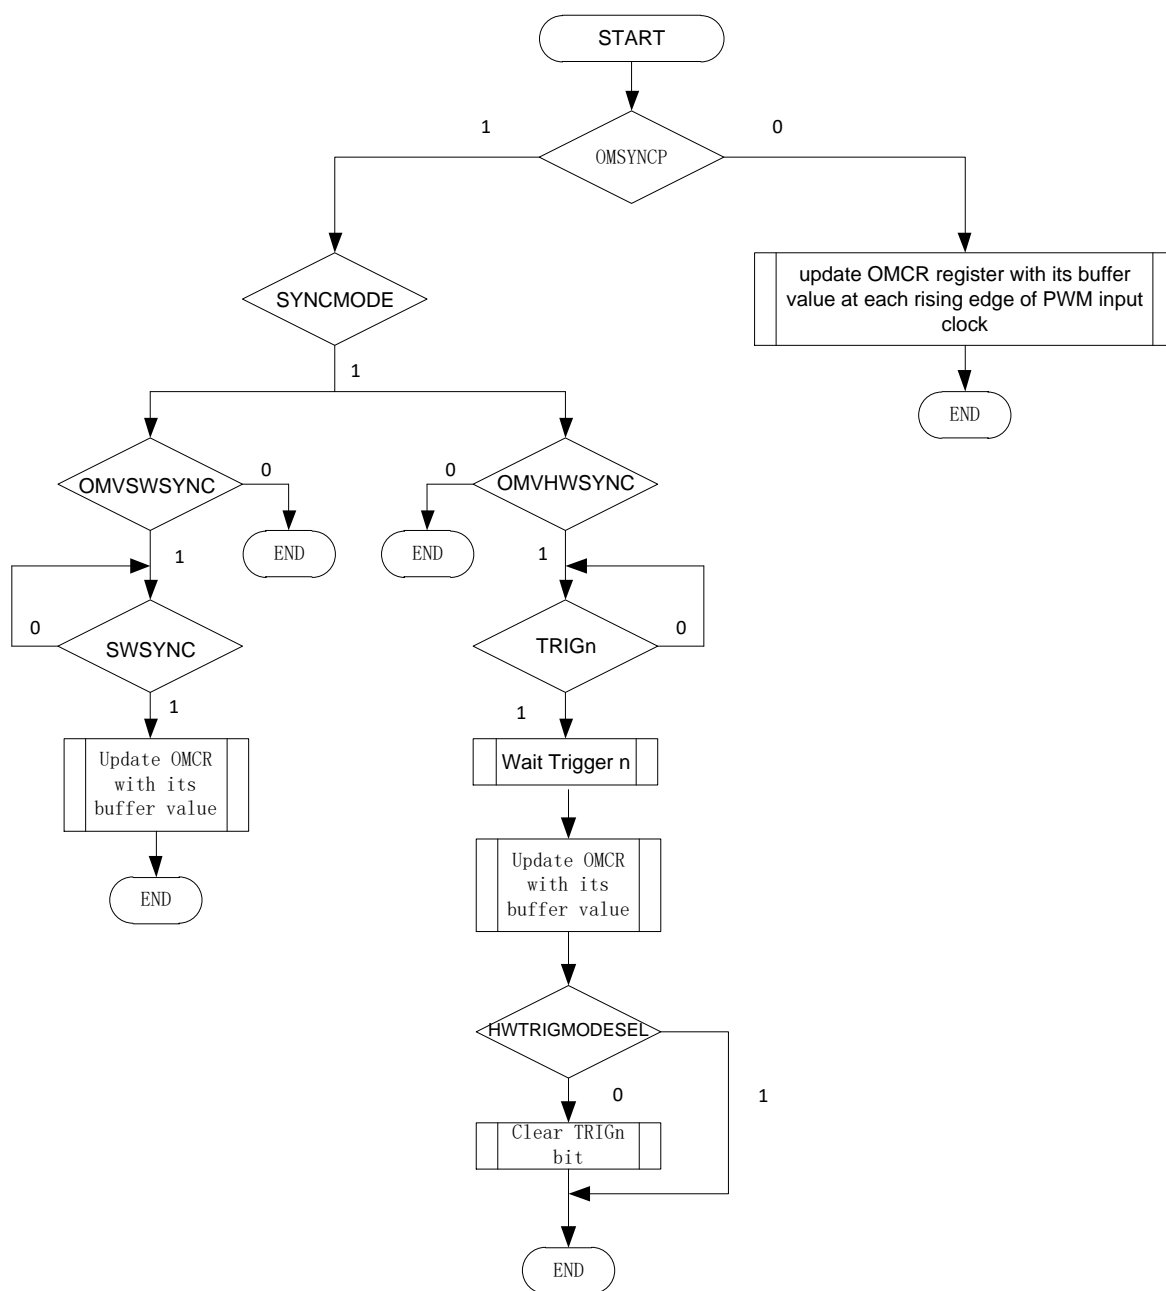 START
1
0
OMSYNCP
SYNCMODE
update OMCR register with its buffer
value at each rising edge of PWM input
clock
1
END
OMVSWSYNC
0
0
OMVHWSYNC
END
END
1
1
0
SWSYNC
TRIGn
0
1
1
Update OMCR
with its
buffer value
Wait Trigger n
END
Update OMCR
with its
buffer value
HWTRIGMODESEL
0
1
Clear TRIGn
bit
END